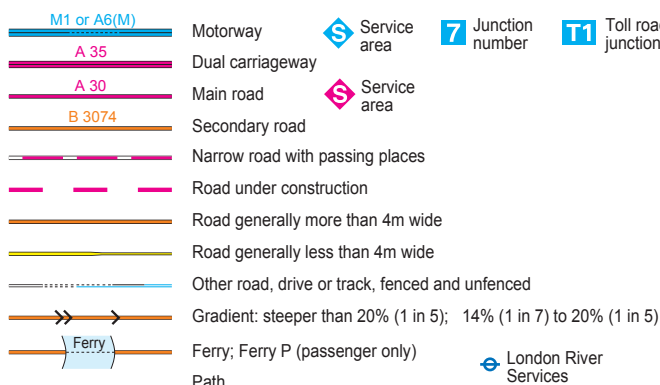 M1 or A6(M)
Motorway
S Service area
7 Junction number
T1 Toll road junction
A 35
Dual carriageway
A 30
Main road
S Service area
B 3074
Secondary road
Narrow road with passing places
Road under construction
Road generally more than 4m wide
Road generally less than 4m wide
Other road, drive or track, fenced and unfenced
Gradient: steeper than 20% (1 in 5); 14% (1 in 7) to 20% (1 in 5)
Ferry
Ferry; Ferry P (passenger only)
London River Services
Path